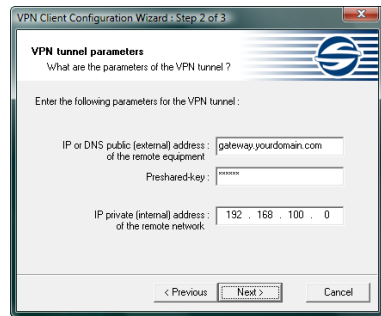 VPN Client Configuration Wizard : Step 2 of 3
VPN tunnel parameters
What are the parameters of the VPN tunnel ?
Enter the following parameters for the VPN tunnel :
IP or DNS public (external) address : gateway.yourdomain.com
of the remote equipment
Preshared-key : ******
IP private (internal) address : 192 . 168 . 100 . 0
of the remote network
< Previous Next > Cancel